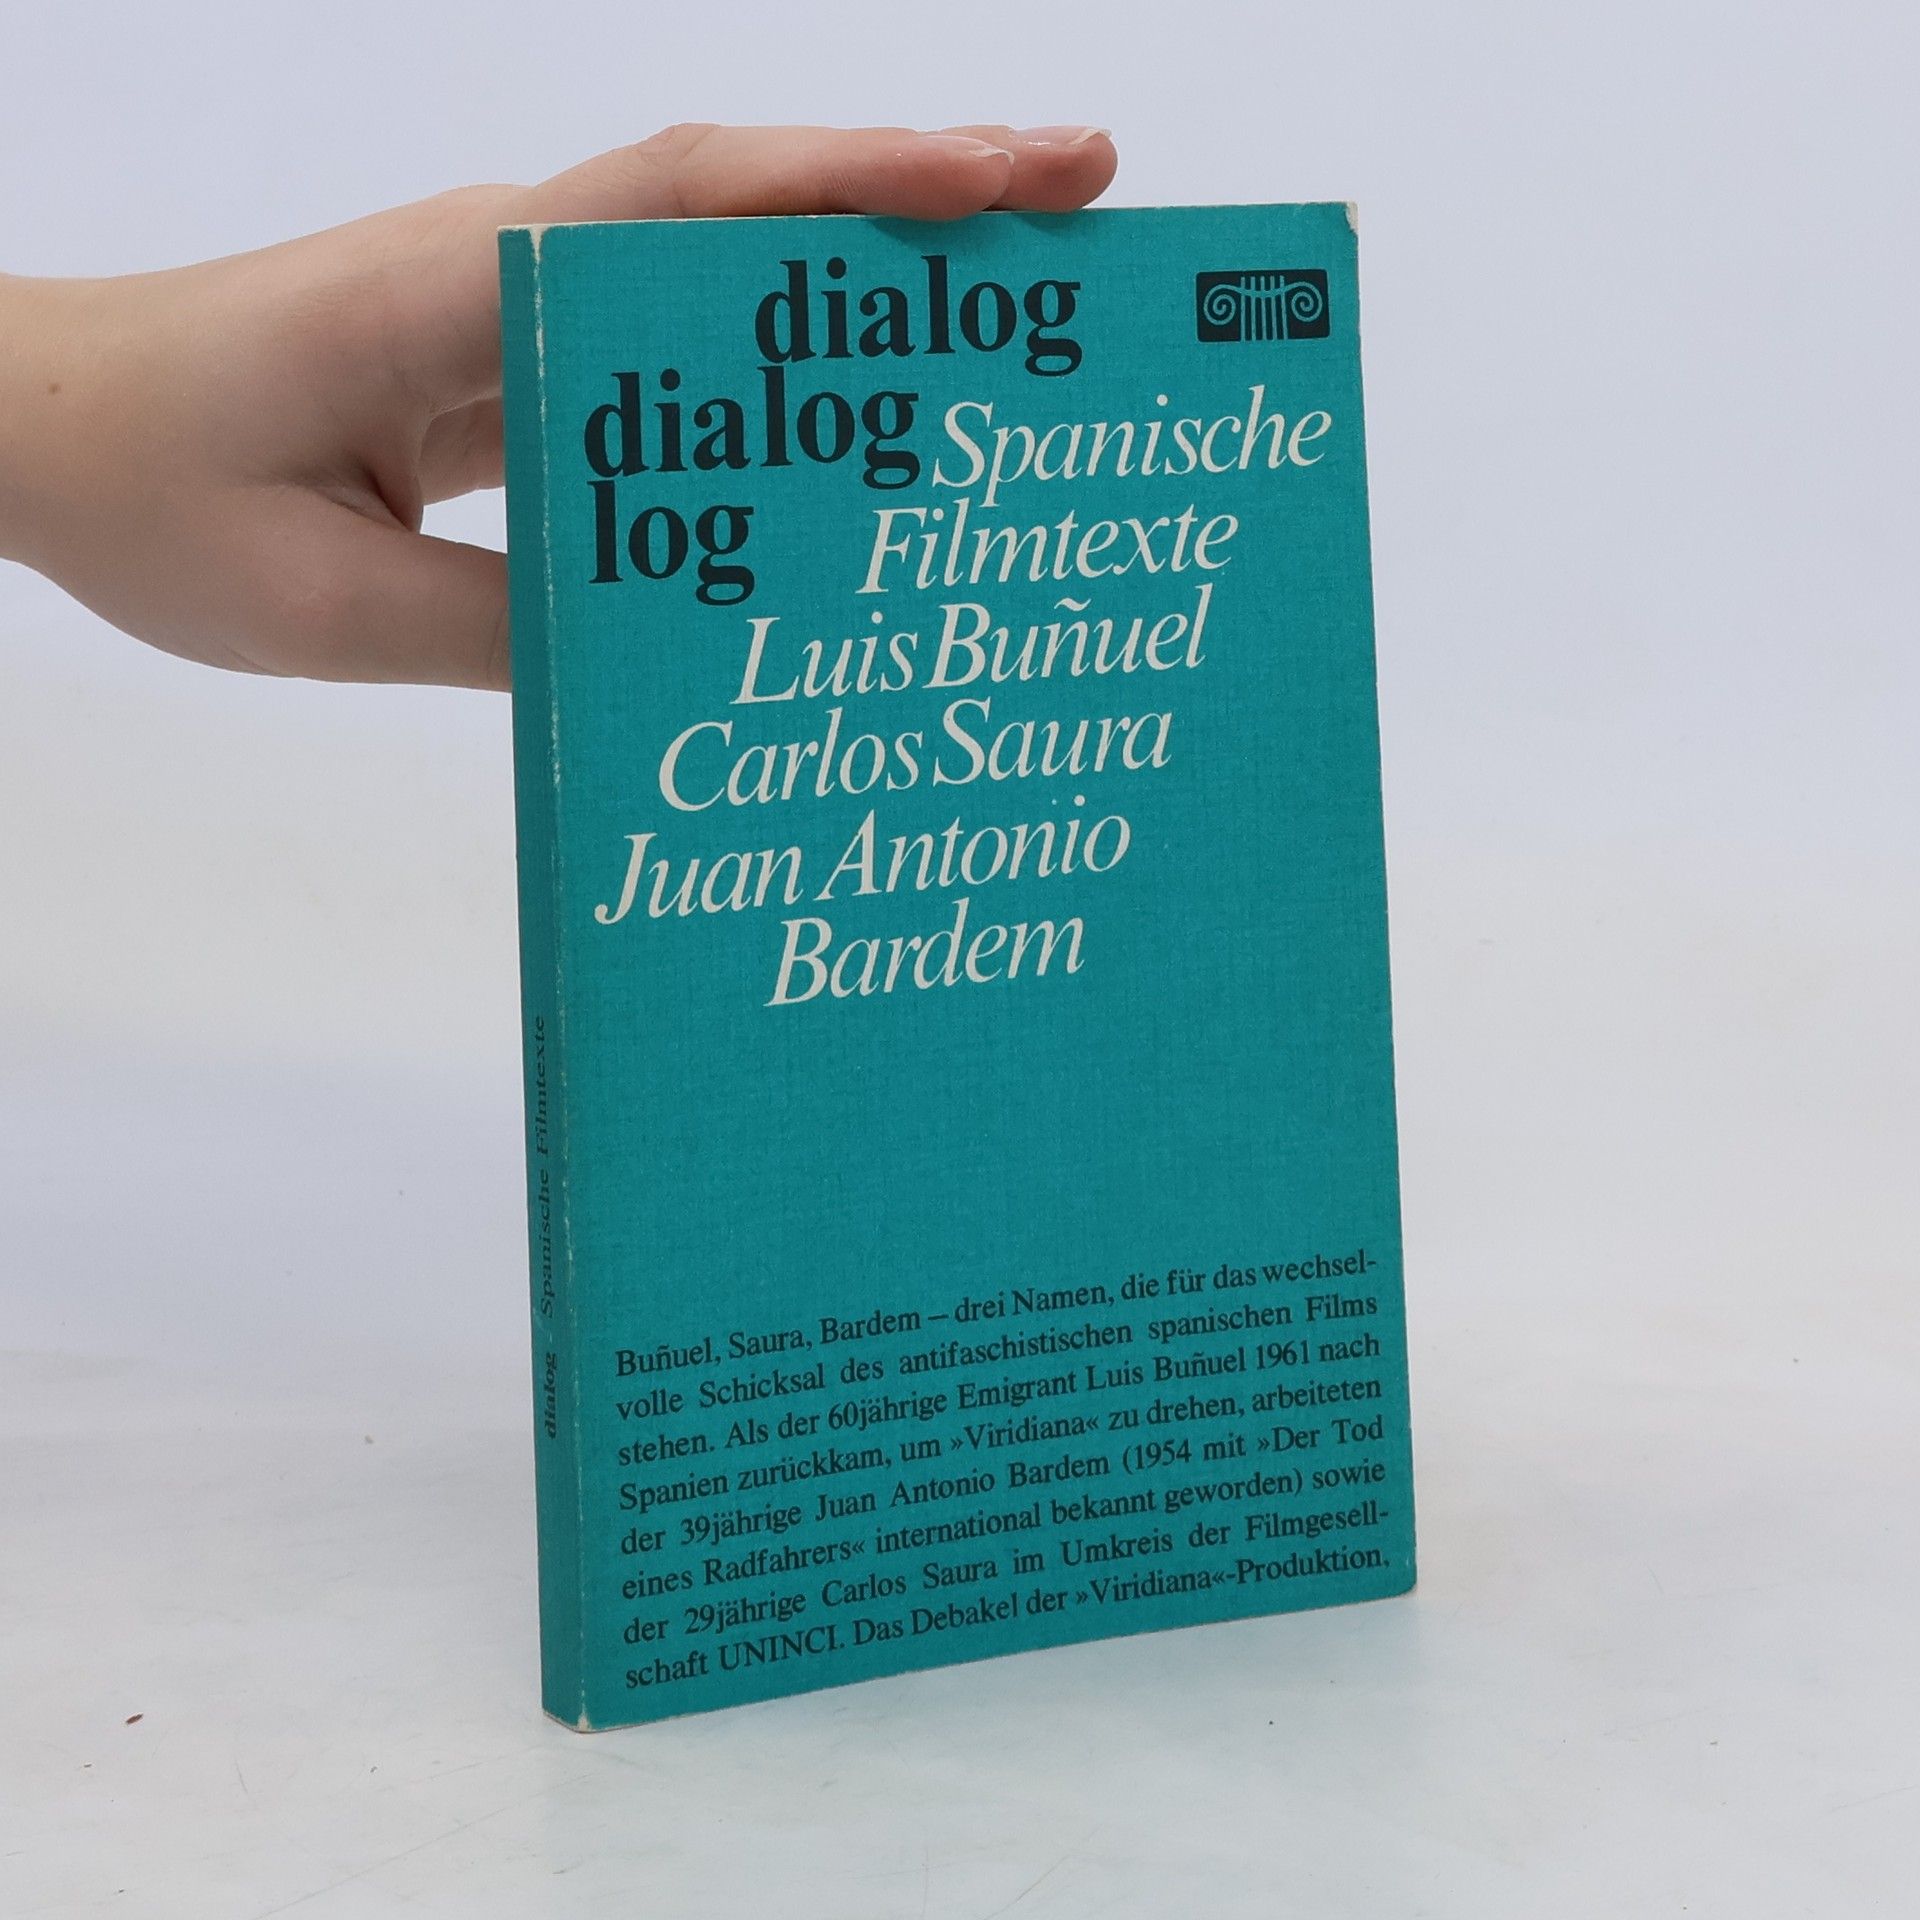 dialog
dialog
log
Spanische
Filmtexte
Luis Buñuel
Carlos Saura
Juan Antonio
Bardem
Buñuel, Saura, Bardem – drei Namen, die für das wechsel-
volle Schicksal des antifaschistischen spanischen Films
stehen. Als der 60jährige Emigrant Luis Buñuel 1961 nach
Spanien zurückkam, um »Viridiana« zu drehen, arbeiteten
der 39jährige Juan Antonio Bardem (1954 mit »Der Tod
eines Radfahrers« international bekannt geworden) sowie
der 29jährige Carlos Saura im Umkreis der Filmgesell-
schaft UNINCI. Das Debakel der »Viridiana«-Produktion,
dialog · Spanische Filmtexte